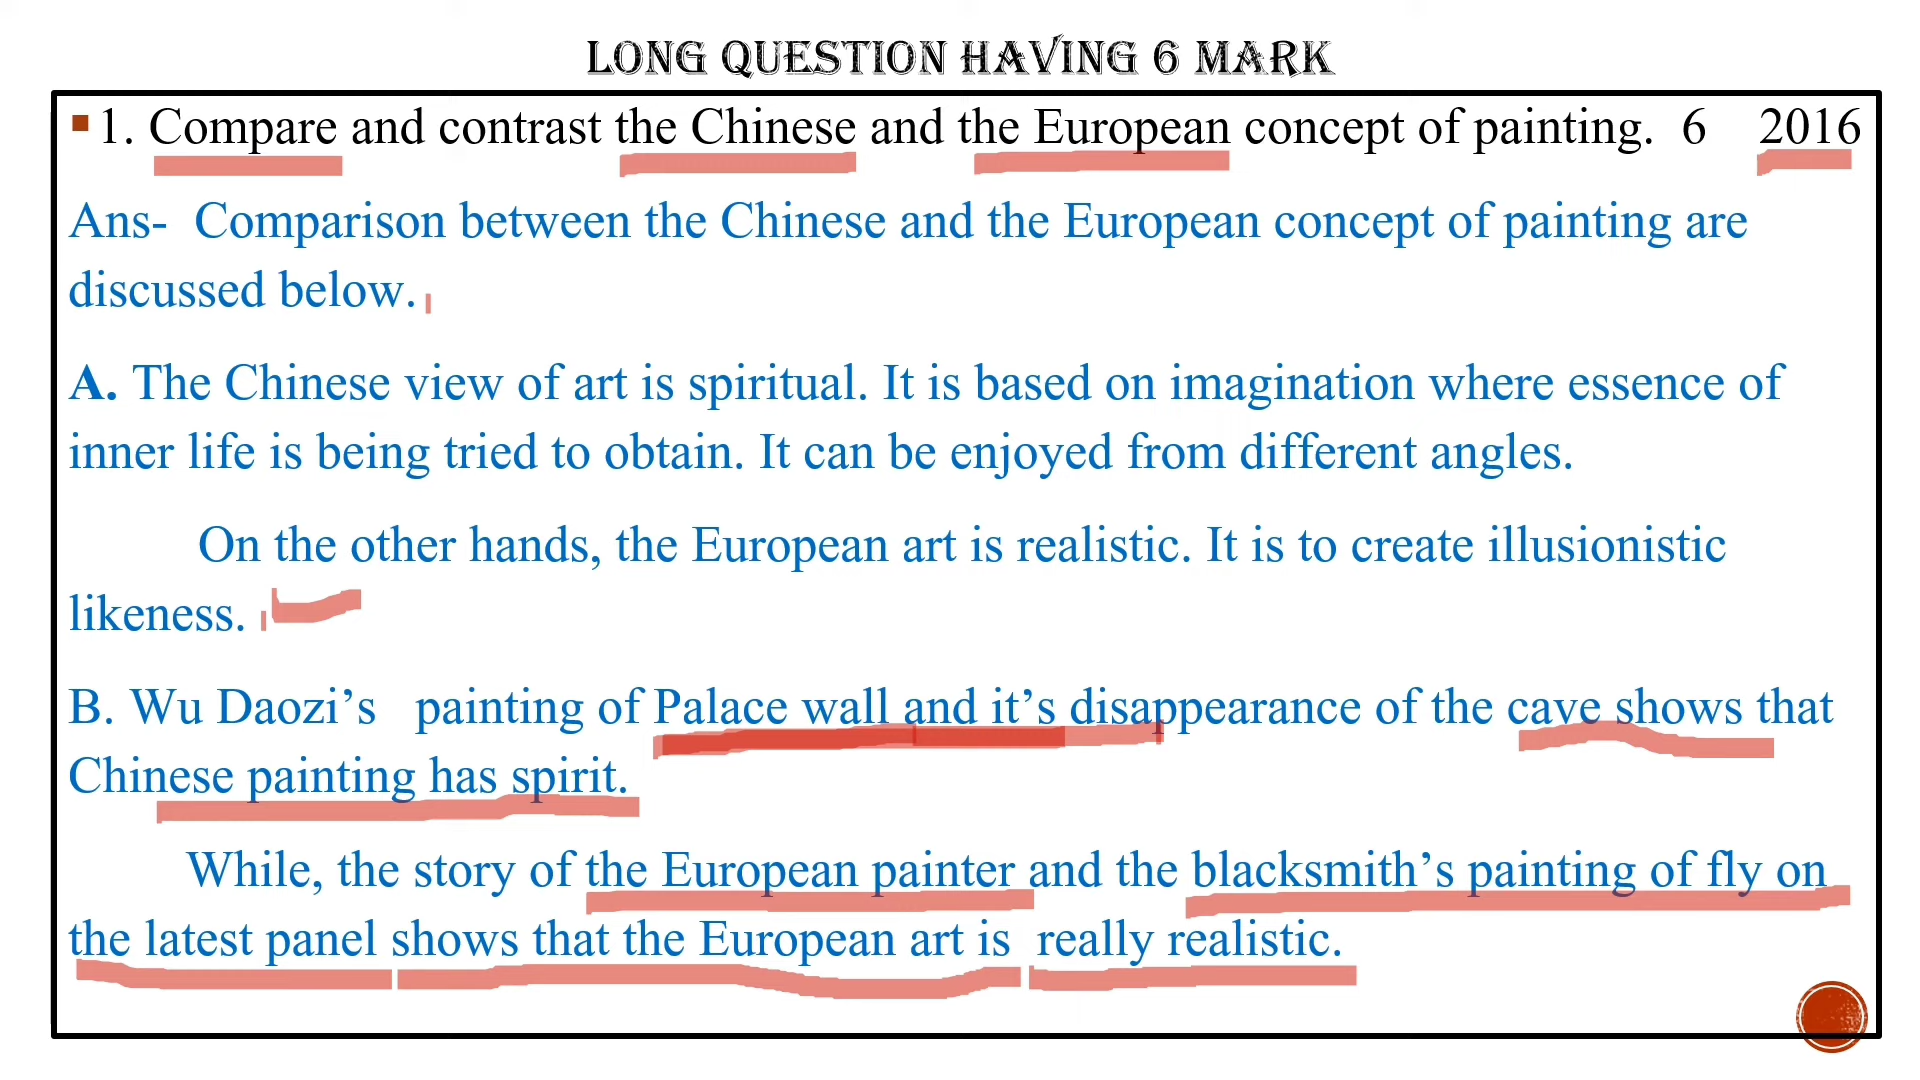 LONG QUESTION HAVING 6 MARK
1. Compare and contrast the Chinese and the European concept of painting. 6 2016
Ans- Comparison between the Chinese and the European concept of painting are
discussed below.
A. The Chinese view of art is spiritual. It is based on imagination where essence of
inner life is being tried to obtain. It can be enjoyed from different angles.
On the other hands, the European art is realistic. It is to create illusionistic
likeness.
B. Wu Daozi’s painting of Palace wall and it’s disappearance of the cave shows that
Chinese painting has spirit.
While, the story of the European painter and the blacksmith’s painting of fly on
the latest panel shows that the European art is really realistic.